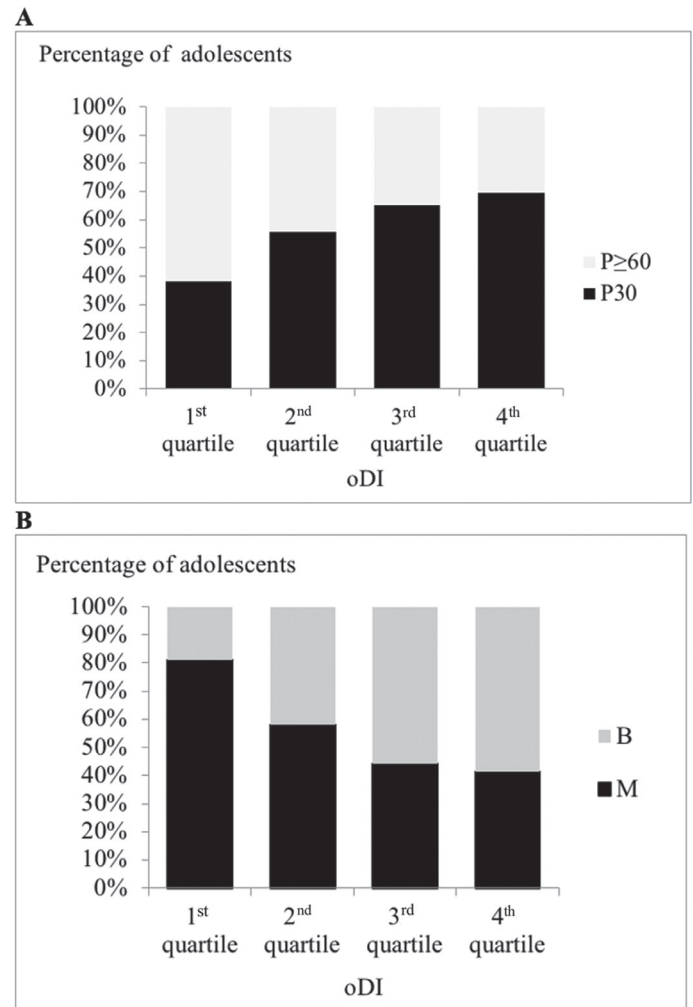 A
Percentage of adolescents
100%
90%
80%
70%
60%
50%
40%
30%
20%
10%
0%
P≥60
P30
1st quartile
2nd quartile
3rd quartile
4th quartile
oDI
B
Percentage of adolescents
100%
90%
80%
70%
60%
50%
40%
30%
20%
10%
0%
B
M
1st quartile
2nd quartile
3rd quartile
4th quartile
oDI